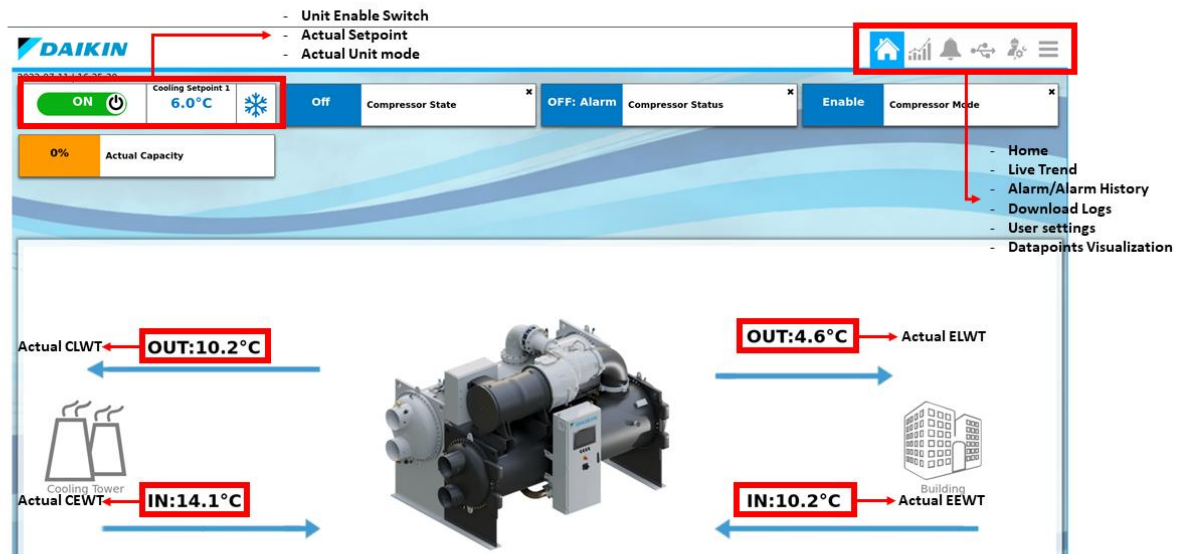 - Unit Enable Switch
- Actual Setpoint
- Actual Unit mode
DAIKIN
ON
Cooling Setpoint 1
6.0°C
Off
Compressor State
OFF: Alarm
Compressor Status
Enable
Compressor Mode
0%
Actual Capacity
- Home
- Live Trend
- Alarm/Alarm History
- Download Logs
- User settings
- Datapoints Visualization
Actual CLWT
OUT:10.2°C
OUT:4.6°C
Actual ELWT
Cooling Tower
Building
Actual CEWT
IN:14.1°C
IN:10.2°C
Actual EEWT